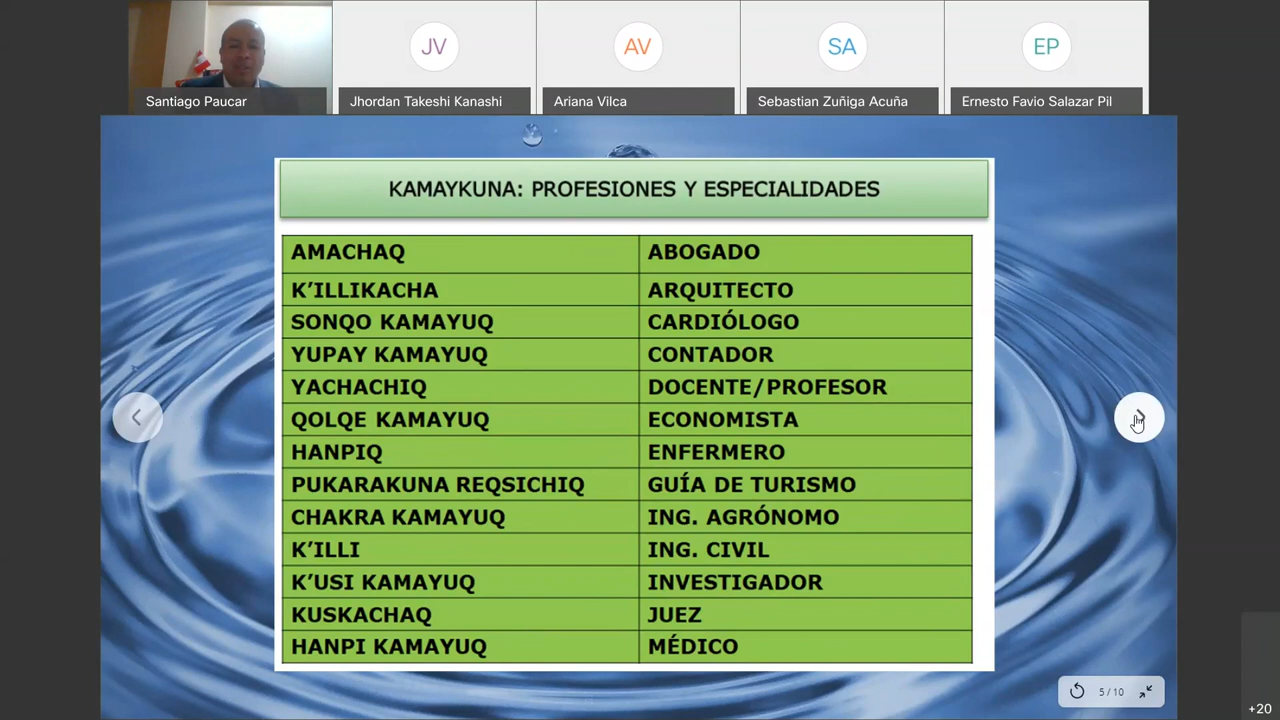 JV
AV
SA
EP
Santiago Paucar
Jhordan Takeshi Kanashi
Ariana Vilca
Sebastian Zuñiga Acuña
Ernesto Favio Salazar Pil
KAMAYKUNA: PROFESIONES Y ESPECIALIDADES
AMACHAQ ABOGADO
K’ILLIKACHA ARQUITECTO
SONQO KAMAYUQ CARDIÓLOGO
YUPAY KAMAYUQ CONTADOR
YACHACHIQ DOCENTE/PROFESOR
QOLQE KAMAYUQ ECONOMISTA
HANPIQ ENFERMERO
PUKARAKUNA REQSICHIQ GUÍA DE TURISMO
CHAKRA KAMAYUQ ING. AGRÓNOMO
K’ILLI ING. CIVIL
K’USI KAMAYUQ INVESTIGADOR
KUSKACHAQ JUEZ
HANPI KAMAYUQ MÉDICO
5 / 10
+20